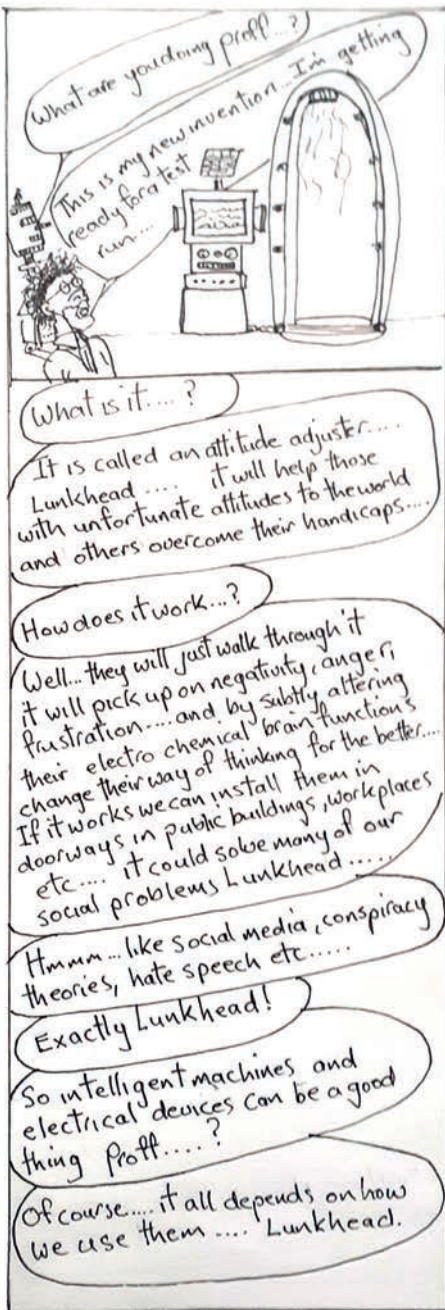 What are you doing proff...?
This is my new invention...I'm getting
ready for a test
run....
What is it....?
It is called an attitude adjuster.....
Lunkhead .... it will help those
with unfortunate attitudes to the world
and others overcome their handicaps....
How does it work...?
Well... they will just walk through it
it will pick up on negativity, anger,
frustration.... and by subtly altering
their electro chemical brain function's
change their way of thinking for the better....
If it works we can install them in
doorways in public buildings, workplaces
etc.... it could solve many of our
social problems Lunkhead .....
Hmmm... like social media, conspiracy
theories, hate speech etc.....
Exactly Lunkhead!
So intelligent machines and
electrical devices can be a good
thing Proff.....?
Of course.... it all depends on how
we use them .... Lunkhead.